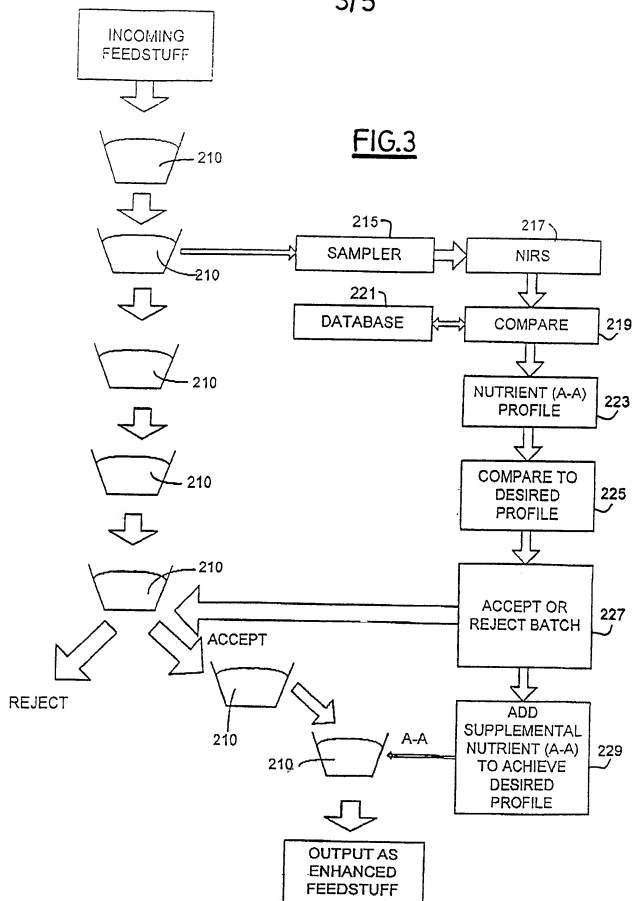 3/5
INCOMING
FEEDSTUFF
FIG.3
210
215
217
SAMPLER
NIRS
210
221
DATABASE
COMPARE
219
NUTRIENT (A-A)
PROFILE
223
210
COMPARE TO
DESIRED
PROFILE
225
210
210
ACCEPT OR
REJECT BATCH
227
ACCEPT
REJECT
210
ADD
SUPPLEMENTAL
NUTRIENT (A-A)
TO ACHIEVE
DESIRED
PROFILE
229
A-A
210
OUTPUT AS
ENHANCED
FEEDSTUFF